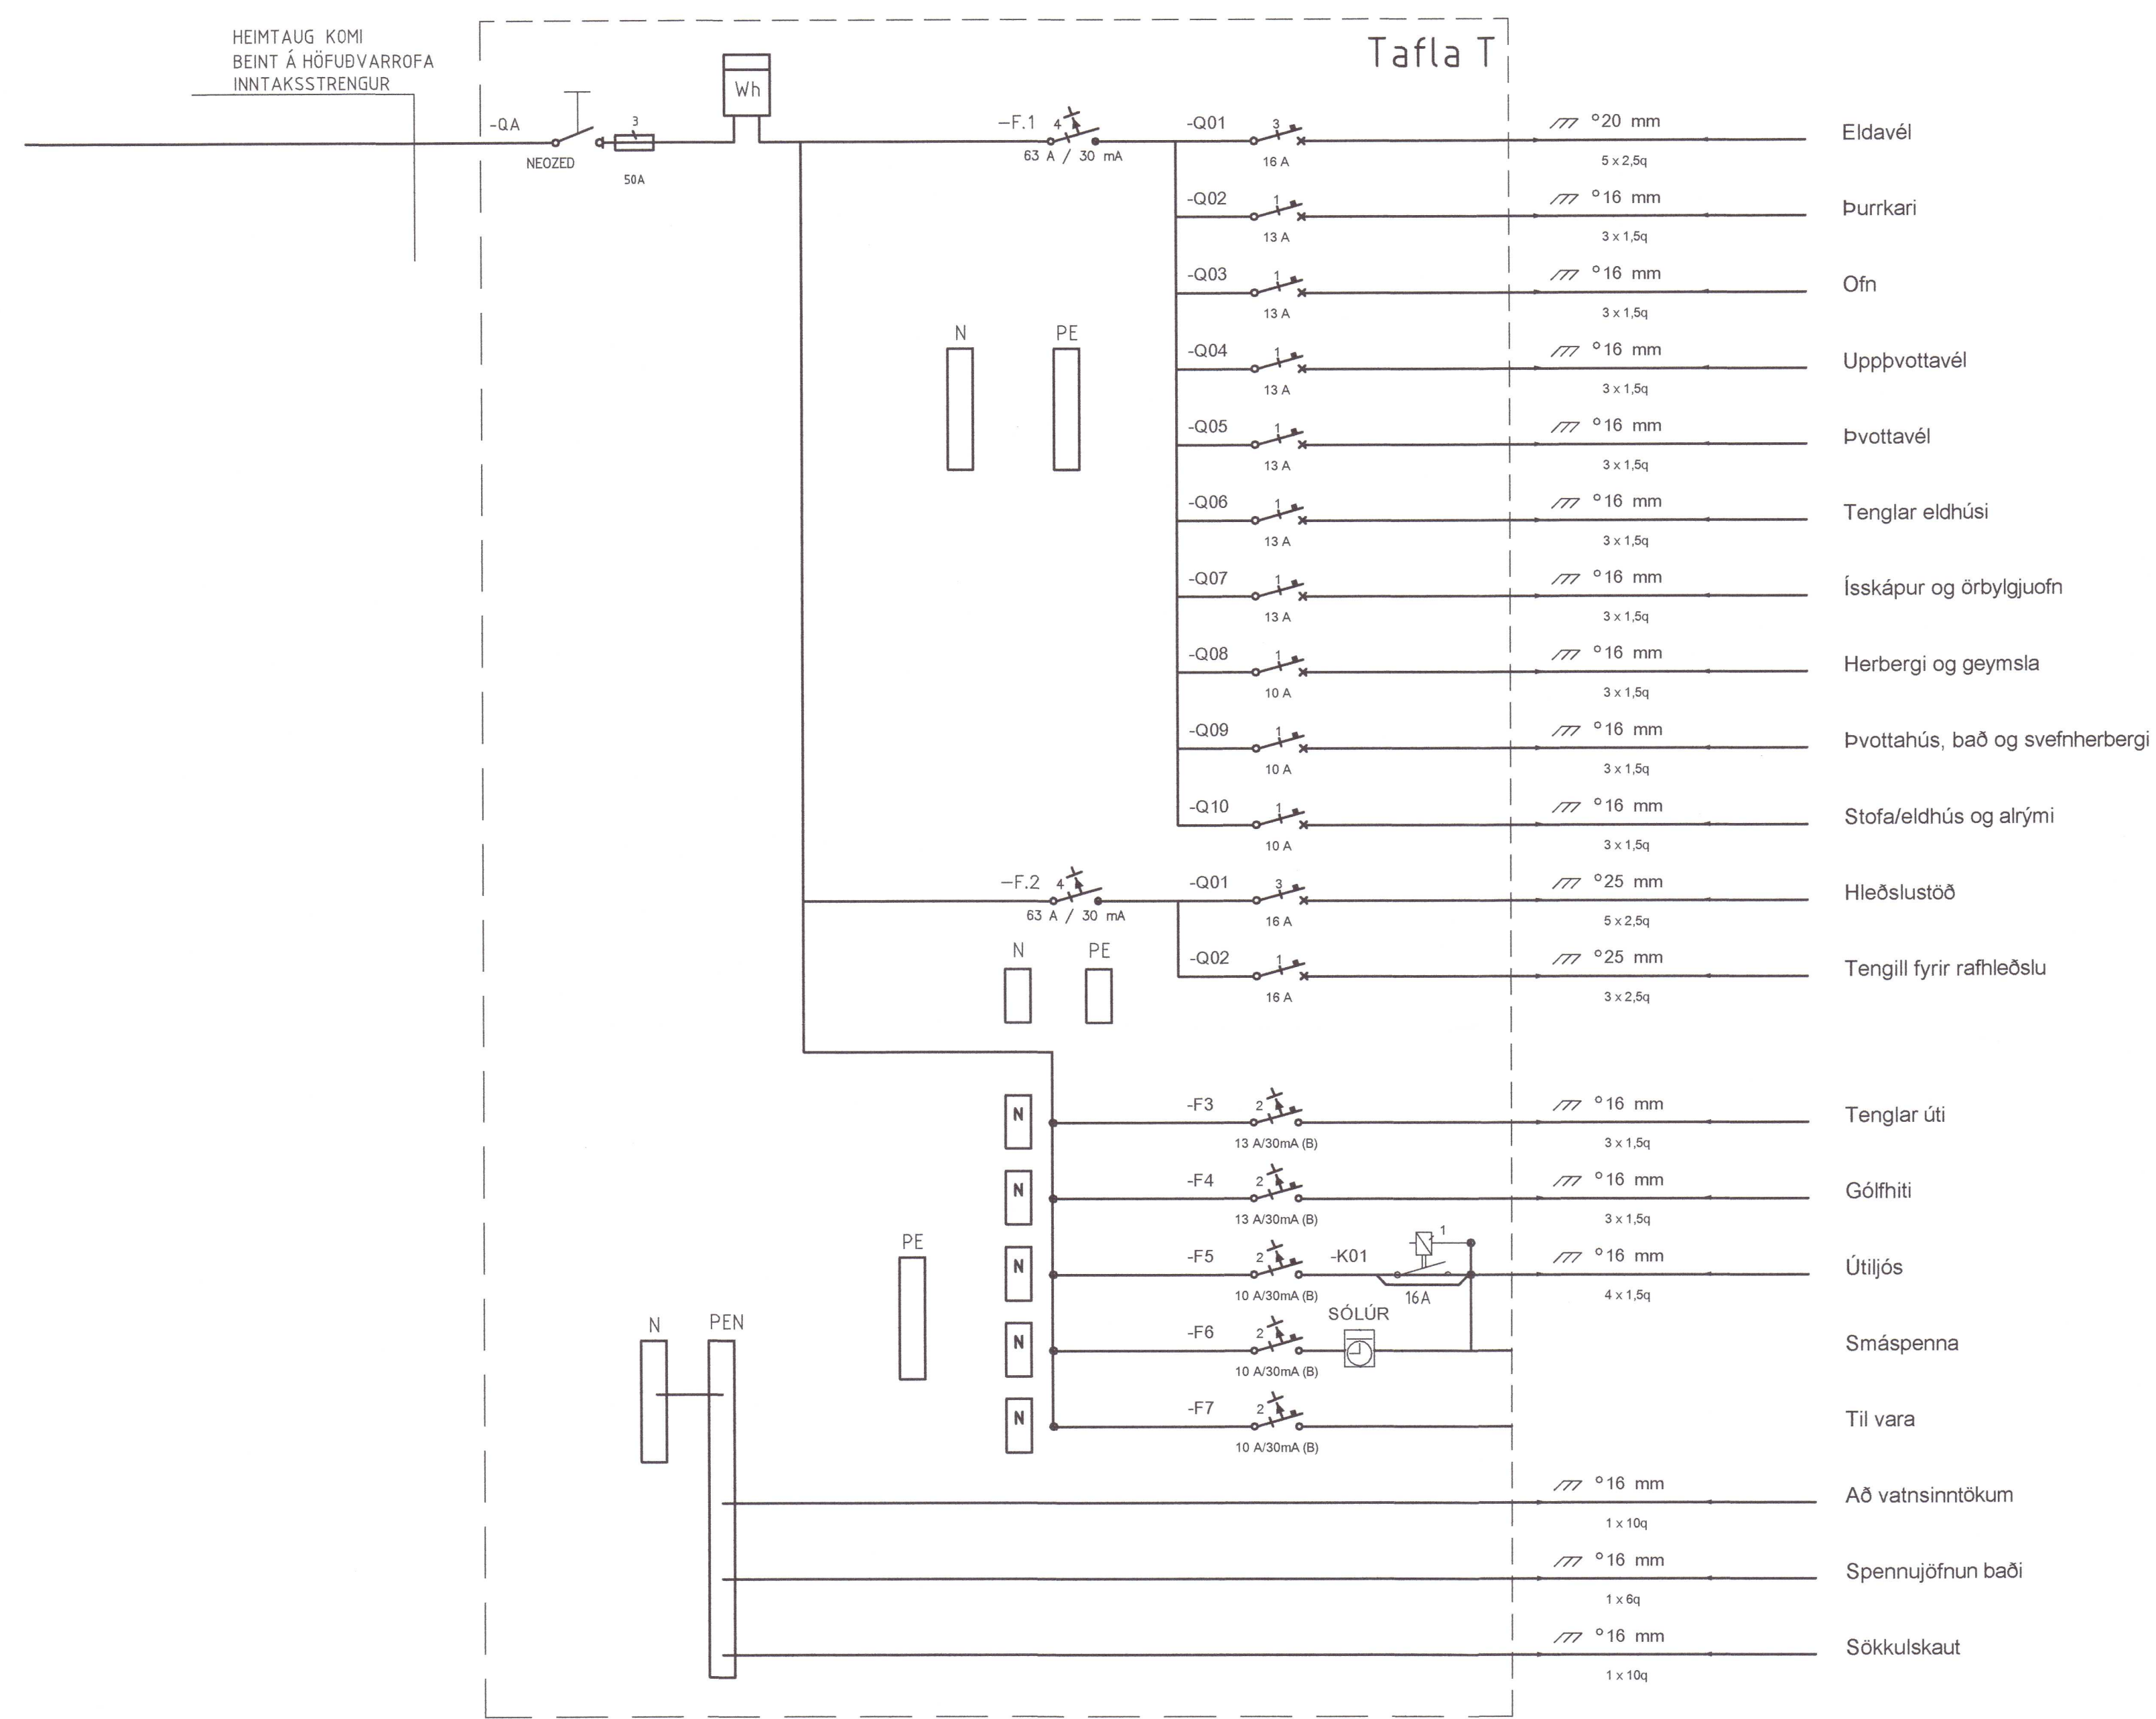 HEIMTAUG KOMI
BEINT Á HÖFUÐVARROFA
INNTAKSSTRENGUR
Tafla T
Wh
-QA
NEOZED
3
50A
-F.1
4
63 A / 30 mA
-Q01
3
16 A
°20 mm
5 x 2,5q
Eldavél
-Q02
1
13 A
°16 mm
3 x 1,5q
Þurrkari
-Q03
1
13 A
°16 mm
3 x 1,5q
Ofn
N
PE
-Q04
1
13 A
°16 mm
3 x 1,5q
Uppþvottavél
-Q05
1
13 A
°16 mm
3 x 1,5q
Þvottavél
-Q06
1
13 A
°16 mm
3 x 1,5q
Tenglar eldhúsi
-Q07
1
13 A
°16 mm
3 x 1,5q
Ísskápur og örbylgjuofn
-Q08
1
10 A
°16 mm
3 x 1,5q
Herbergi og geymsla
-Q09
1
10 A
°16 mm
3 x 1,5q
Þvottahús, bað og svefnherbergi
-Q10
1
10 A
°16 mm
3 x 1,5q
Stofa/eldhús og alrými
-F.2
4
63 A / 30 mA
-Q01
3
16 A
°25 mm
5 x 2,5q
Hleðslustöð
N
PE
-Q02
1
16 A
°25 mm
3 x 2,5q
Tengill fyrir rafhleðslu
N
-F3
2
13 A/30mA (B)
°16 mm
3 x 1,5q
Tenglar úti
N
-F4
2
13 A/30mA (B)
°16 mm
3 x 1,5q
Gólfhiti
PE
N
-F5
2
10 A/30mA (B)
-K01
1
16A
°16 mm
4 x 1,5q
Útiljós
N
PEN
N
-F6
2
10 A/30mA (B)
SÓLÚR
Smáspenna
N
-F7
2
10 A/30mA (B)
Til vara
°16 mm
1 x 10q
Að vatnsinntökum
°16 mm
1 x 6q
Spennujöfnun baði
°16 mm
1 x 10q
Sökkulskaut